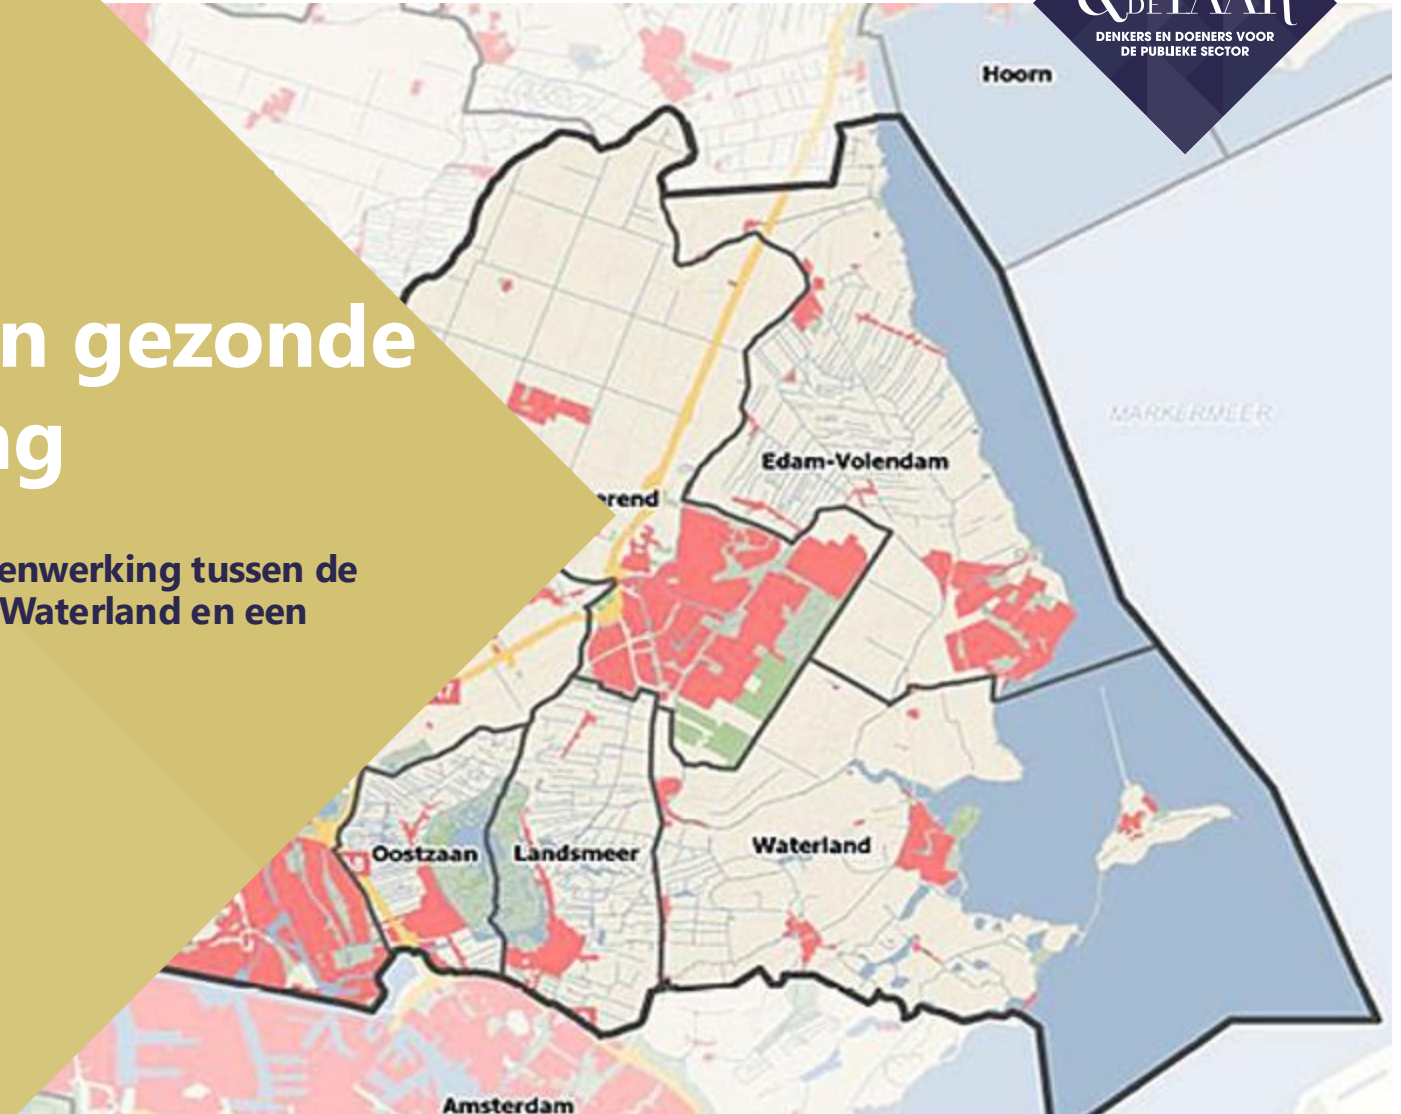 DENKERS EN DOENERS VOOR
DE PUBLIEKE SECTOR
Hoorn
n gezonde
ng
MARKERMEER
Edam-Volendam
erend
enwerking tussen de
Waterland en een
Oostzaan
Landsmeer
Waterland
Amsterdam